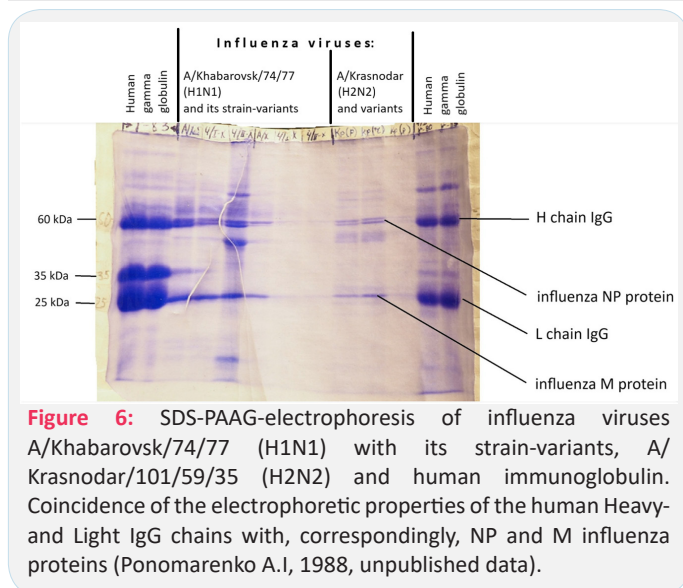 Influenza viruses:
Human
gamma
globulin
A/Khabarovsk/74/77
(H1N1)
and its strain-variants
A/Krasnodar
(H2N2)
and variants
Human
gamma
globulin
60 kDa
35 kDa
25 kDa
H chain IgG
influenza NP protein
L chain IgG
influenza M protein
Figure 6: SDS-PAAG-electrophoresis of influenza viruses
A/Khabarovsk/74/77 (H1N1) with its strain-variants, A/
Krasnodar/101/59/35 (H2N2) and human immunoglobulin.
Coincidence of the electrophoretic properties of the human Heavy-
and Light IgG chains with, correspondingly, NP and M influenza
proteins (Ponomarenko A.I, 1988, unpublished data).